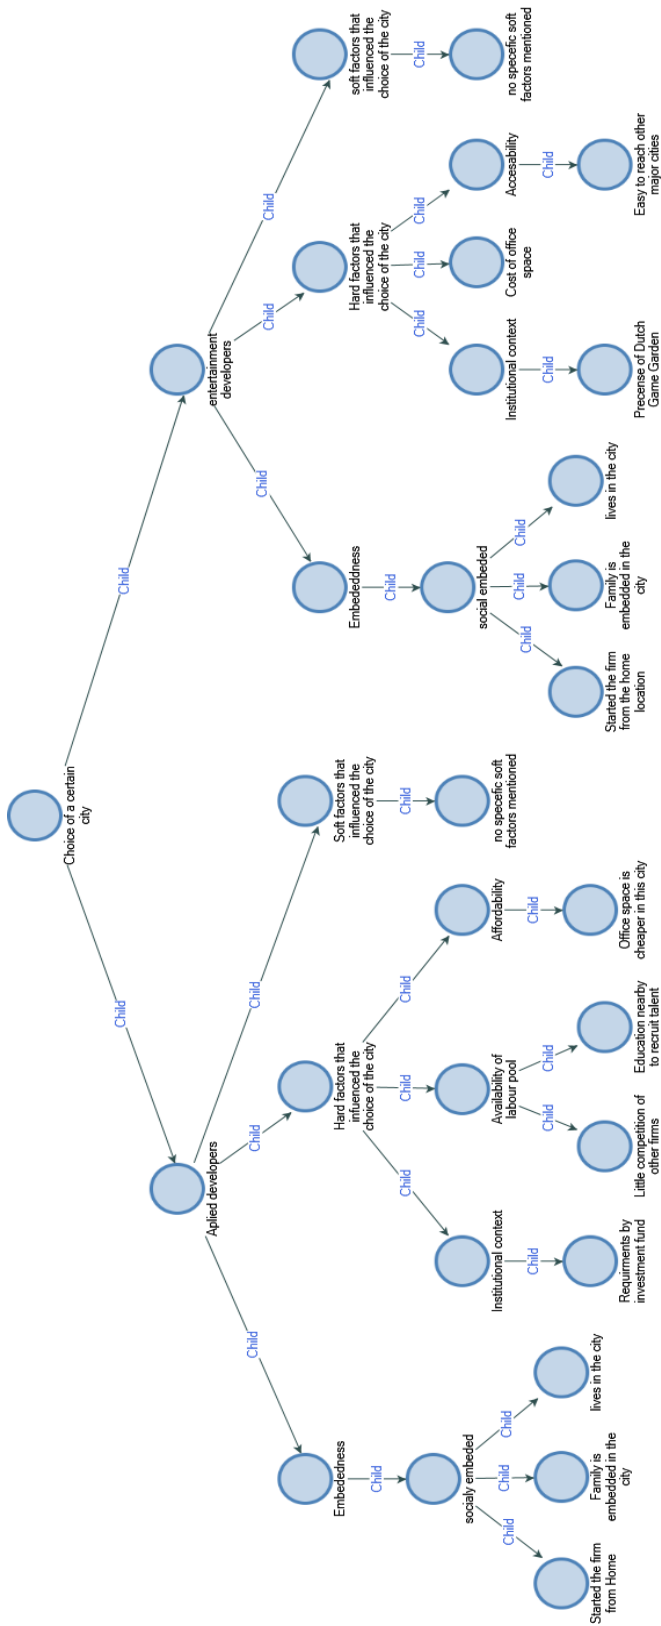 Choice of a certain
city
Child
Child
Aplied developers
entertainment
developers
Child
Child
Child
Child
Child
Child
Embededness
Hard factors that
infuenced the
choice of the city
Soft factors that
influenced the
choice of the city
Embededdness
Hard factors that
influenced the
choice of the city
soft factors that
influenced the
choice of the city
Child
Child
Child
Child
Child
Child
Child
Child
Child
Child
socialy embeded
Institutional context
Availability of
labour pool
Affordability
no specefic soft
factors mentioned
social embeded
Institutional context
Cost of office
space
Accesability
no specefic soft
factors mentioned
Child
Child
Child
Child
Child
Child
Child
Child
Child
Child
Child
Child
Started the firm
from Home
Family is
embedded in the
city
lives in the city
Requirments by
investment fund
Little competition of
other firms
Education nearby
to recruit talent
Office space is
cheaper in this city
Started the firm
from the home
location
Family is
embedded in the
city
lives in the city
Precense of Dutch
Game Garden
Easy to reach other
major cities